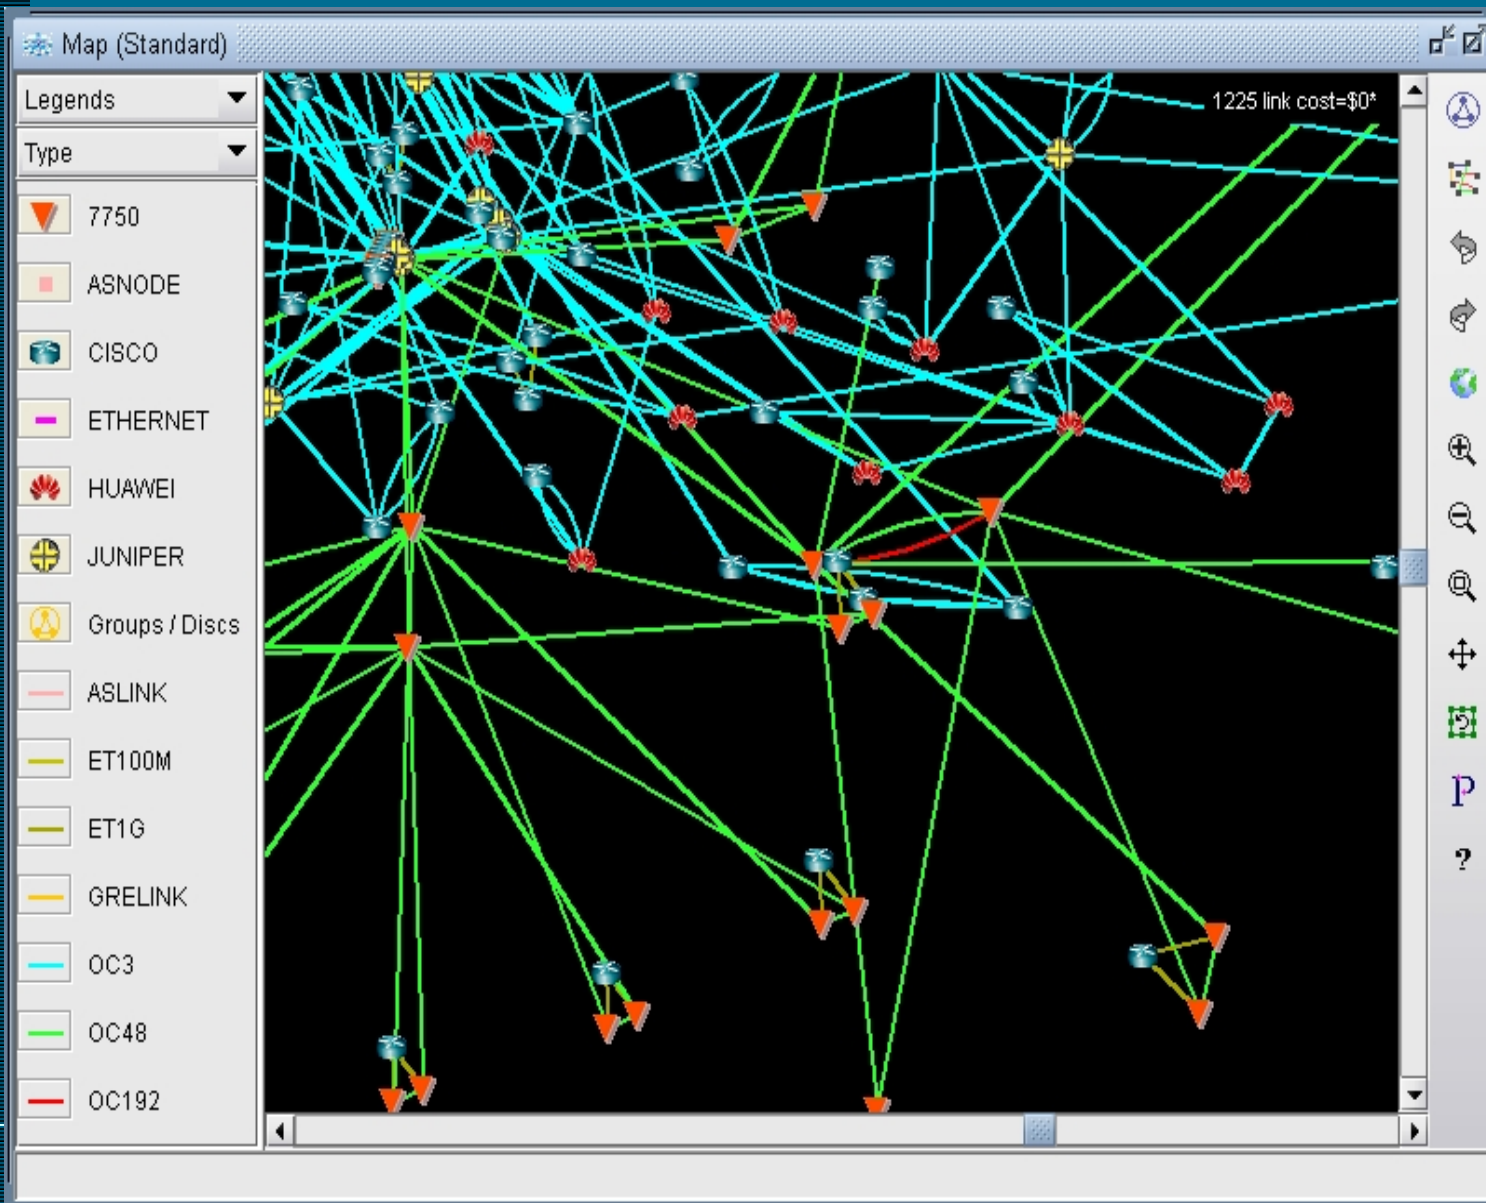 Map (Standard)
Legends
Type
7750
ASNODE
CISCO
ETHERNET
HUAWEI
JUNIPER
Groups / Discs
ASLINK
ET100M
ET1G
GRELINK
OC3
OC48
OC192
1225 link cost=$0*
P
?